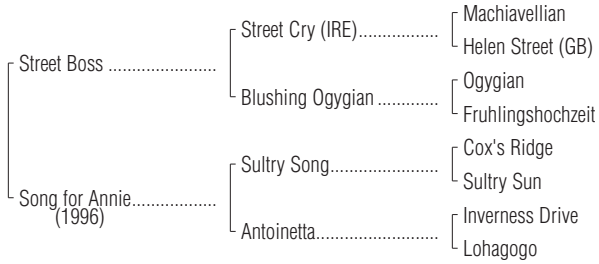 Machiavellian
Street Cry (IRE)..................
Helen Street (GB)
Street Boss ........................
Ogygian
Blushing Ogygian ..............
Fruhlingshochzeit
Cox's Ridge
Sultry Song........................
Sultry Sun
Song for Annie...................
(1996)
Inverness Drive
Antoinetta...........................
Lohagogo